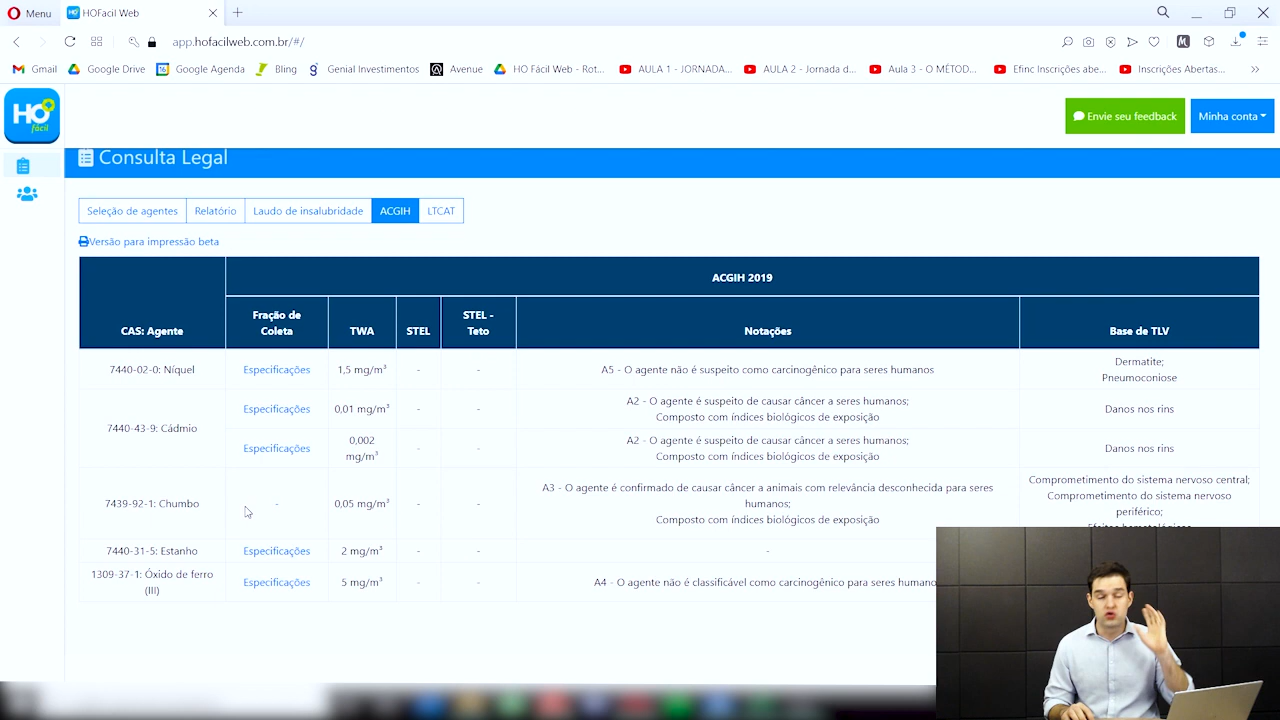 Menu
HOFacil Web
app.hofacilweb.com.br/#/
Gmail
Google Drive
Google Agenda
Bling
Genial Investimentos
Avenue
HO Fácil Web - Rot...
AULA 1 - JORNADA...
AULA 2 - Jornada d...
Aula 3 - O MÉTOD...
Efinc Inscrições abe...
Inscrições Abertas...
HO
fácil
Envie seu feedback
Minha conta
Consulta Legal
Seleção de agentes
Relatório
Laudo de insalubridade
ACGIH
LTCAT
Versão para impressão beta
CAS: Agente
ACGIH 2019
Fração de
Coleta
TWA
STEL
STEL -
Teto
Notações
Base de TLV
7440-02-0: Níquel
Especificações
1,5 mg/m³
-
-
A5 - O agente não é suspeito como carcinogênico para seres humanos
Dermatite;
Pneumoconiose
7440-43-9: Cádmio
Especificações
0,01 mg/m³
-
-
A2 - O agente é suspeito de causar câncer a seres humanos;
Composto com índices biológicos de exposição
Danos nos rins
Especificações
0,002
mg/m³
-
-
A2 - O agente é suspeito de causar câncer a seres humanos;
Composto com índices biológicos de exposição
Danos nos rins
7439-92-1: Chumbo
-
0,05 mg/m³
-
-
A3 - O agente é confirmado de causar câncer a animais com relevância desconhecida para seres
humanos;
Composto com índices biológicos de exposição
Comprometimento do sistema nervoso central;
Comprometimento do sistema nervoso
periférico;
7440-31-5: Estanho
Especificações
2 mg/m³
-
-
-
1309-37-1: Óxido de ferro
(III)
Especificações
5 mg/m³
-
-
A4 - O agente não é classificável como carcinogênico para seres humano